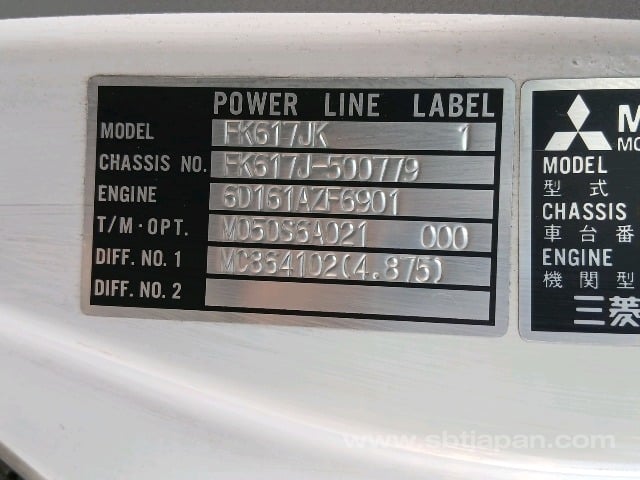 POWER LINE LABEL
MODEL FK617JK 1
CHASSIS NO. FK617J-500779
ENGINE 6D161AZF6901
T/M·OPT. M050S6A021 000
DIFF. NO. 1 MC864102(4.875)
DIFF. NO. 2
MODEL
型式
CHASSIS
車台番
ENGINE
機関型
三菱
www.sbtjapan.com